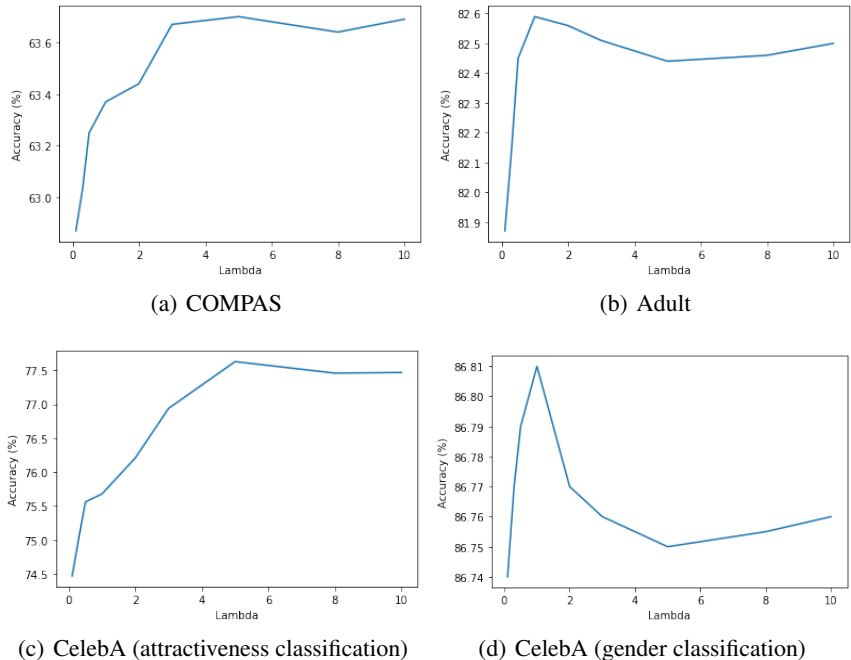 63.6
63.4
63.2
63.0
Accuracy (%)
0 2 4 6 8 10
Lambda
(a) COMPAS
82.6
82.5
82.4
82.3
82.2
82.1
82.0
81.9
Accuracy (%)
0 2 4 6 8 10
Lambda
(b) Adult
77.5
77.0
76.5
76.0
75.5
75.0
74.5
Accuracy (%)
0 2 4 6 8 10
Lambda
(c) CelebA (attractiveness classification)
86.81
86.80
86.79
86.78
86.77
86.76
86.75
86.74
Accuracy (%)
0 2 4 6 8 10
Lambda
(d) CelebA (gender classification)